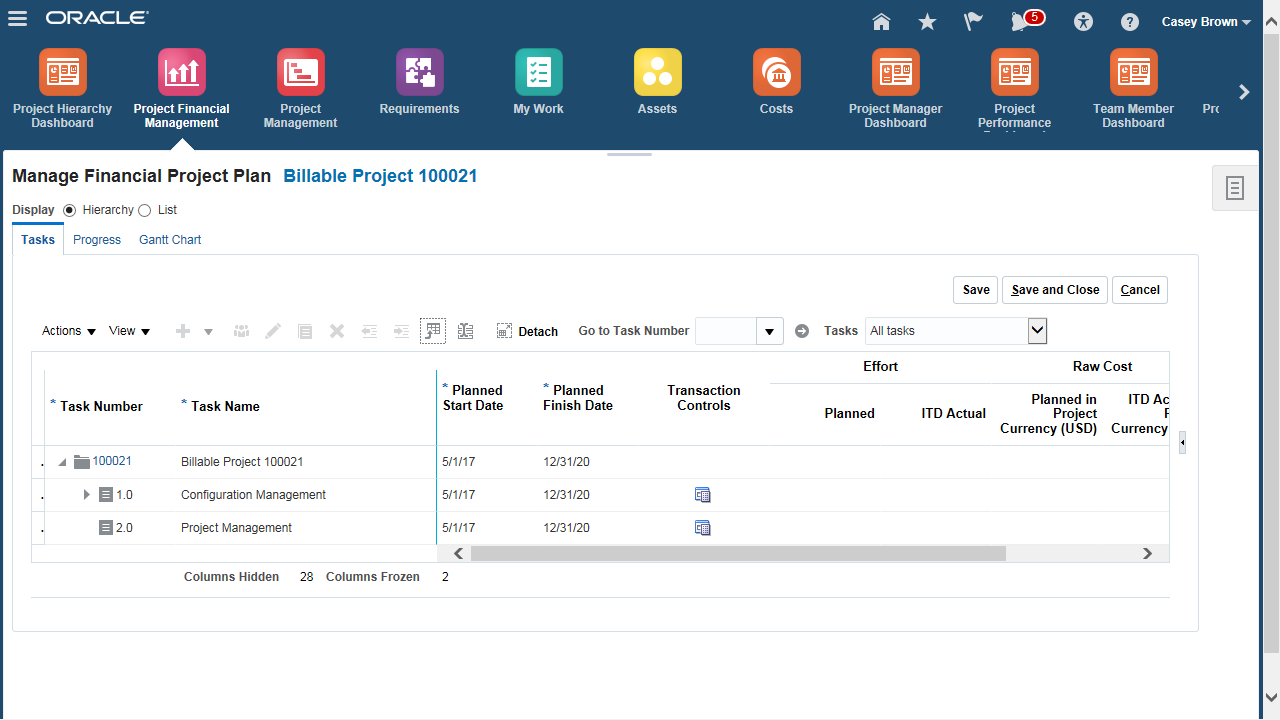 ORACLE
5
Casey Brown
Project Hierarchy
Dashboard
Project Financial
Management
Project
Management
Requirements
My Work
Assets
Costs
Project Manager
Dashboard
Project
Performance
Team Member
Dashboard
Pro
Manage Financial Project Plan Billable Project 100021
Display Hierarchy List
Tasks Progress Gantt Chart
Save Save and Close Cancel
Actions View Detach Go to Task Number Tasks All tasks
Effort Raw Cost
* Task Number
* Task Name
* Planned
Start Date
* Planned
Finish Date
Transaction
Controls
Planned
ITD Actual
Planned in
Project
Currency (USD)
ITD Ac
P
Currency
100021 Billable Project 100021 5/1/17 12/31/20
1.0 Configuration Management 5/1/17 12/31/20
2.0 Project Management 5/1/17 12/31/20
Columns Hidden 28 Columns Frozen 2